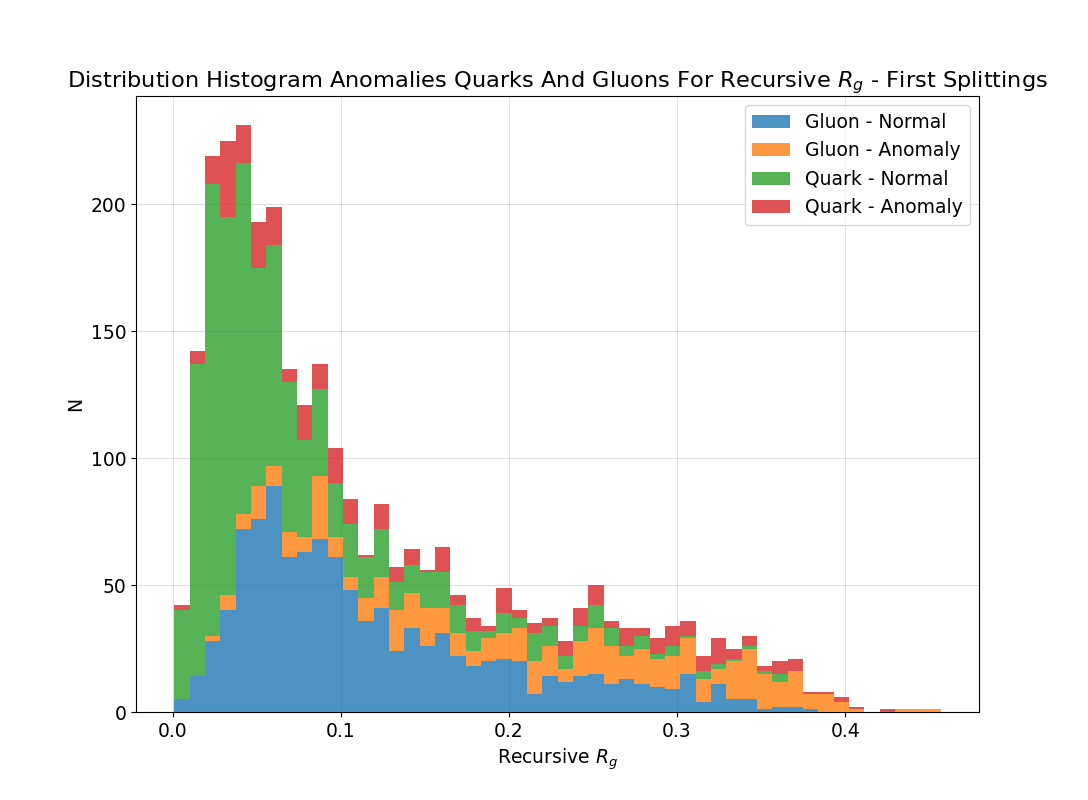 Distribution Histogram Anomalies Quarks And Gluons For Recursive $R_g$ - First Splittings
Gluon - Normal
Gluon - Anomaly
Quark - Normal
Quark - Anomaly
N
200
150
100
50
0
0.0 0.1 0.2 0.3 0.4
Recursive $R_g$